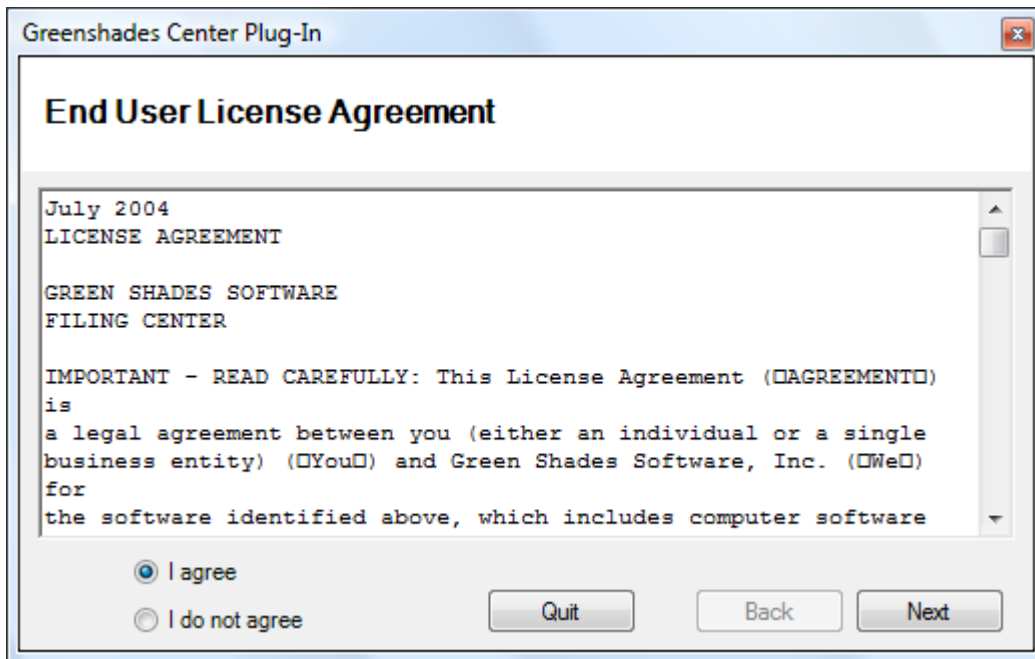 Greenshades Center Plug-In
End User License Agreement
July 2004
LICENSE AGREEMENT
GREEN SHADES SOFTWARE
FILING CENTER
IMPORTANT – READ CAREFULLY: This License Agreement (□AGREEMENT□)
is
a legal agreement between you (either an individual or a single
business entity) (□You□) and Green Shades Software, Inc. (□We□)
for
the software identified above, which includes computer software
I agree
I do not agree
Quit
Back
Next